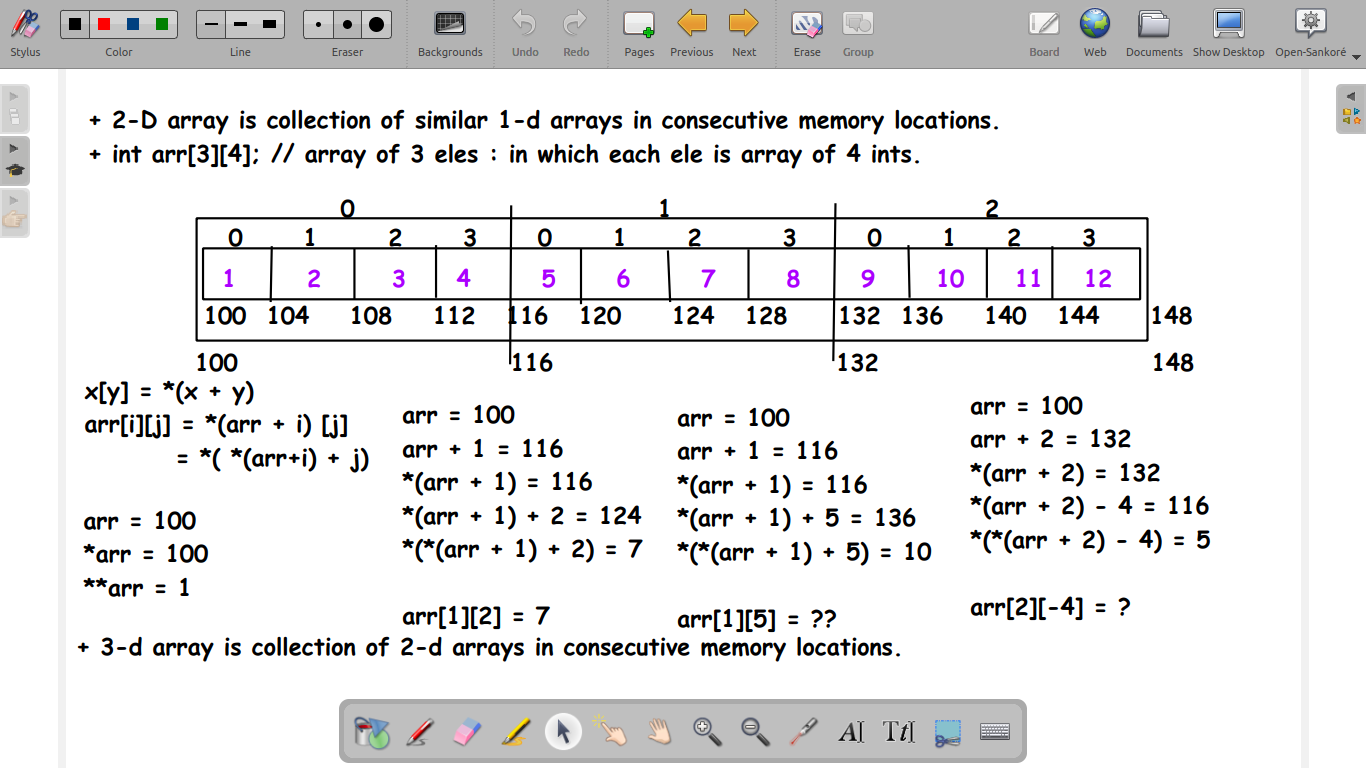 Stylus Color Line Eraser Backgrounds Undo Redo Pages Previous Next Erase Group Board Web Documents Show Desktop Open-Sankoré
+ 2-D array is collection of similar 1-d arrays in consecutive memory locations.
+ int arr[3][4]; // array of 3 eles : in which each ele is array of 4 ints.
0 1 2
0 1 2 3 0 1 2 3 0 1 2 3
1 2 3 4 5 6 7 8 9 10 11 12
100 104 108 112 116 120 124 128 132 136 140 144 148
100 116 132 148
x[y] = *(x + y)
arr[i][j] = *(arr + i) [j]
= *( *(arr+i) + j)
arr = 100
*arr = 100
**arr = 1
arr = 100
arr + 1 = 116
*(arr + 1) = 116
*(arr + 1) + 2 = 124
*(*(arr + 1) + 2) = 7
arr[1][2] = 7
arr = 100
arr + 1 = 116
*(arr + 1) = 116
*(arr + 1) + 5 = 136
*(*(arr + 1) + 5) = 10
arr[1][5] = ??
arr = 100
arr + 2 = 132
*(arr + 2) = 132
*(arr + 2) - 4 = 116
*(*(arr + 2) - 4) = 5
arr[2][-4] = ?
+ 3-d array is collection of 2-d arrays in consecutive memory locations.
A Tt